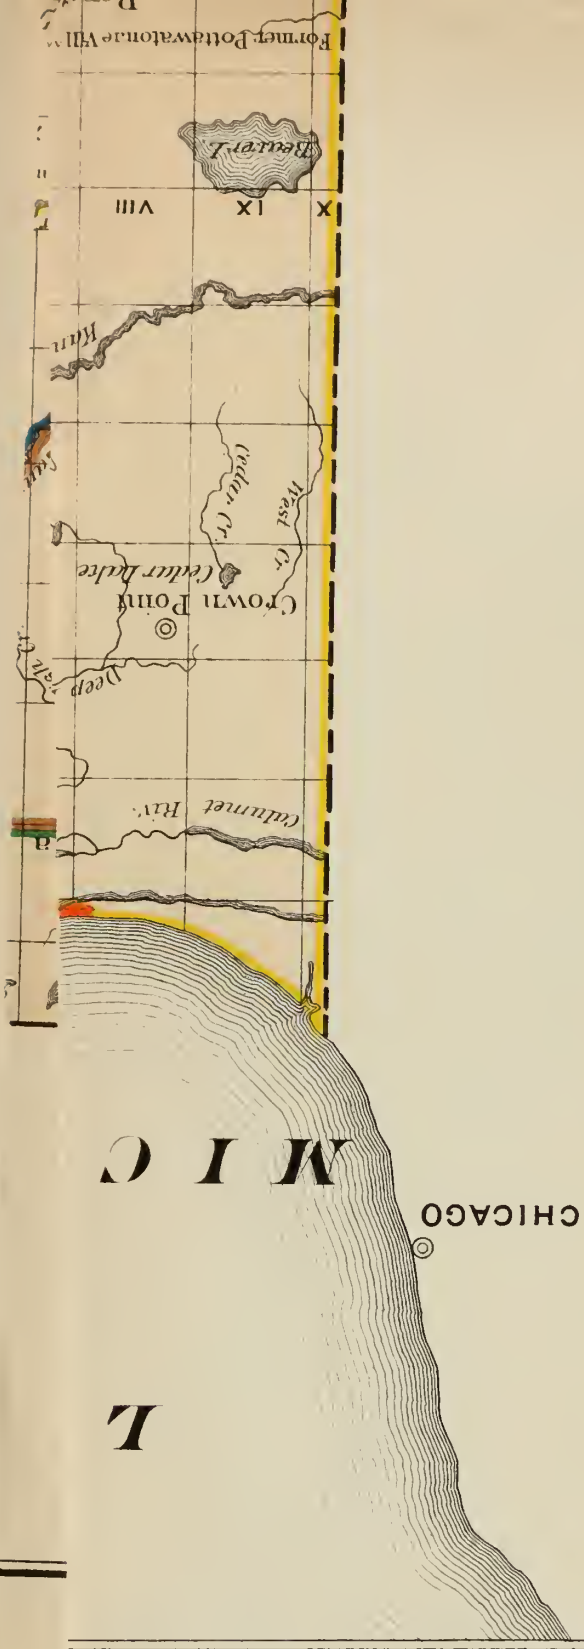 L
CHICAGO
MIC
Calumet Riv.
Deep
Crown Point
Cedar Lake
West Cr.
Cedar Cr.
Kan
X IX VIII
Beaver L.
Former Pottawatomie Vill